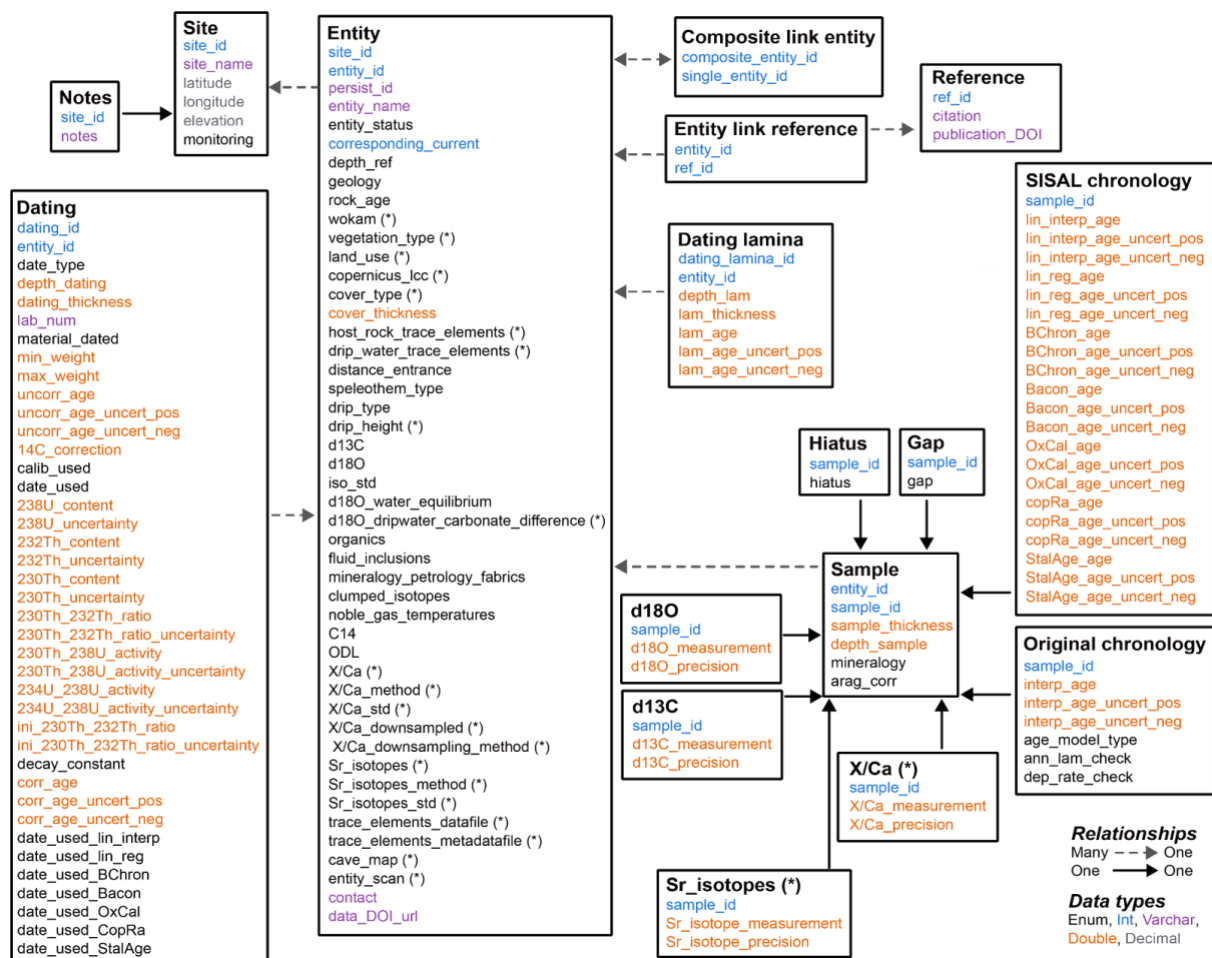 Notes
site_id
notes
Site
site_id
site_name
latitude
longitude
elevation
monitoring
Dating
dating_id
entity_id
date_type
depth_dating
dating_thickness
lab_num
material_dated
min_weight
max_weight
uncorr_age
uncorr_age_uncert_pos
uncorr_age_uncert_neg
14C_correction
calib_used
date_used
238U_content
238U_uncertainty
232Th_content
232Th_uncertainty
230Th_content
230Th_uncertainty
230Th_232Th_ratio
230Th_232Th_ratio_uncertainty
230Th_238U_activity
230Th_238U_activity_uncertainty
234U_238U_activity
234U_238U_activity_uncertainty
ini_230Th_232Th_ratio
ini_230Th_232Th_ratio_uncertainty
decay_constant
corr_age
corr_age_uncert_pos
corr_age_uncert_neg
date_used_lin_interp
date_used_lin_reg
date_used_BChron
date_used_Bacon
date_used_OxCal
date_used_CopRa
date_used_StalAge
Entity
site_id
entity_id
persist_id
entity_name
entity_status
corresponding_current
depth_ref
geology
rock_age
wokam (*)
vegetation_type (*)
land_use (*)
copernicus_lcc (*)
cover_type (*)
cover_thickness
host_rock_trace_elements (*)
drip_water_trace_elements (*)
distance_entrance
speleothem_type
drip_type
drip_height (*)
d13C
d18O
iso_std
d18O_water_equilibrium
d18O_dripwater_carbonate_difference (*)
organics
fluid_inclusions
mineralogy_petrology_fabrics
clumped_isotopes
noble_gas_temperatures
C14
ODL
X/Ca (*)
X/Ca_method (*)
X/Ca_std (*)
X/Ca_downsampled (*)
X/Ca_downsampling_method (*)
Sr_isotopes (*)
Sr_isotopes_method (*)
Sr_isotopes_std (*)
trace_elements_datafile (*)
trace_elements_metadatafile (*)
cave_map (*)
entity_scan (*)
contact
data_DOI_url
Composite link entity
composite_entity_id
single_entity_id
Entity link reference
entity_id
ref_id
Reference
ref_id
citation
publication_DOI
Dating lamina
dating_lamina_id
entity_id
depth_lam
lam_thickness
lam_age
lam_age_uncert_pos
lam_age_uncert_neg
SISAL chronology
sample_id
lin_interp_age
lin_interp_age_uncert_pos
lin_interp_age_uncert_neg
lin_reg_age
lin_reg_age_uncert_pos
lin_reg_age_uncert_neg
BChron_age
BChron_age_uncert_pos
BChron_age_uncert_neg
Bacon_age
Bacon_age_uncert_pos
Bacon_age_uncert_neg
OxCal_age
OxCal_age_uncert_pos
OxCal_age_uncert_neg
copRa_age
copRa_age_uncert_pos
copRa_age_uncert_neg
StalAge_age
StalAge_age_uncert_pos
StalAge_age_uncert_neg
Hiatus
sample_id
hiatus
Gap
sample_id
gap
Sample
entity_id
sample_id
sample_thickness
depth_sample
mineralogy
arag_corr
d18O
sample_id
d18O_measurement
d18O_precision
d13C
sample_id
d13C_measurement
d13C_precision
X/Ca (*)
sample_id
X/Ca_measurement
X/Ca_precision
Sr_isotopes (*)
sample_id
Sr_isotope_measurement
Sr_isotope_precision
Original chronology
sample_id
interp_age
interp_age_uncert_pos
interp_age_uncert_neg
age_model_type
ann_lam_check
dep_rate_check
Relationships
Many One
One One
Data types
Enum, Int, Varchar,
Double, Decimal